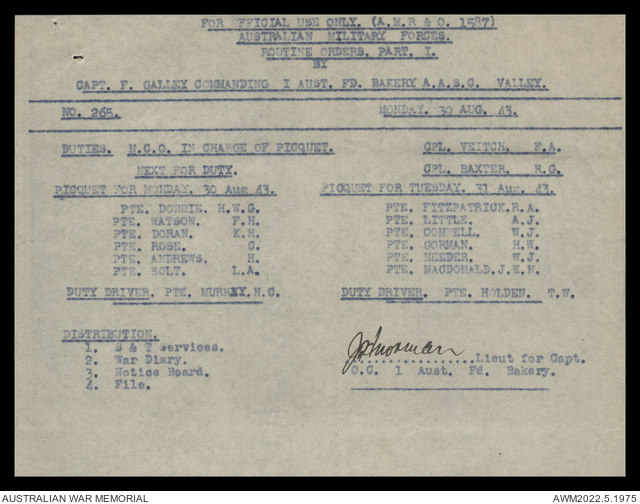 FOR OFFICIAL USE ONLY. (A.M.R & O. 1587)
AUSTRALIAN MILITARY FORCES.
ROUTINE ORDERS. PART. I.
BY
CAPT. F. GALLEY COMMANDING I AUST. FD. BAKERY A.A.S.C. VALLEY.
NO. 265. MONDAY. 30 AUG. 43.
DUTIES. N.C.O. IN CHARGE OF PICQUET. CPL. VEITCH. F.A.
NEXT FOR DUTY. CPL. BAXTER. R.G.
PICQUET FOR MONDAY. 30 Aug 43. PICQUET FOR TUESDAY. 31 Aug. 43.
PTE. DOBBIE. H.W.G. PTE. FITZPATRICK.R.A.
PTE. WATSON. F.H. PTE. LITTLE. A.J.
PTE. DORAN. K.H. PTE. CONNELL. W.J.
PTE. ROSE. C. PTE. GORMAN. H.W.
PTE. ANDREWS. H. PTE. NEEDER. W.J.
PTE. BOLT. L.A. PTE. MACDONALD.J.E.N.
DUTY DRIVER. PTE. MURRXY.N.C. DUTY DRIVER. PTE. HOLDEN. T.W.
DISTRIBUTION.
1. S & T Services.
2. War Diary.
3. Notice Board.
4. File.
.................Lieut for Capt.
O.C. 1 Aust. Fd. Bakery.
AUSTRALIAN WAR MEMORIAL AWM2022.5.1975